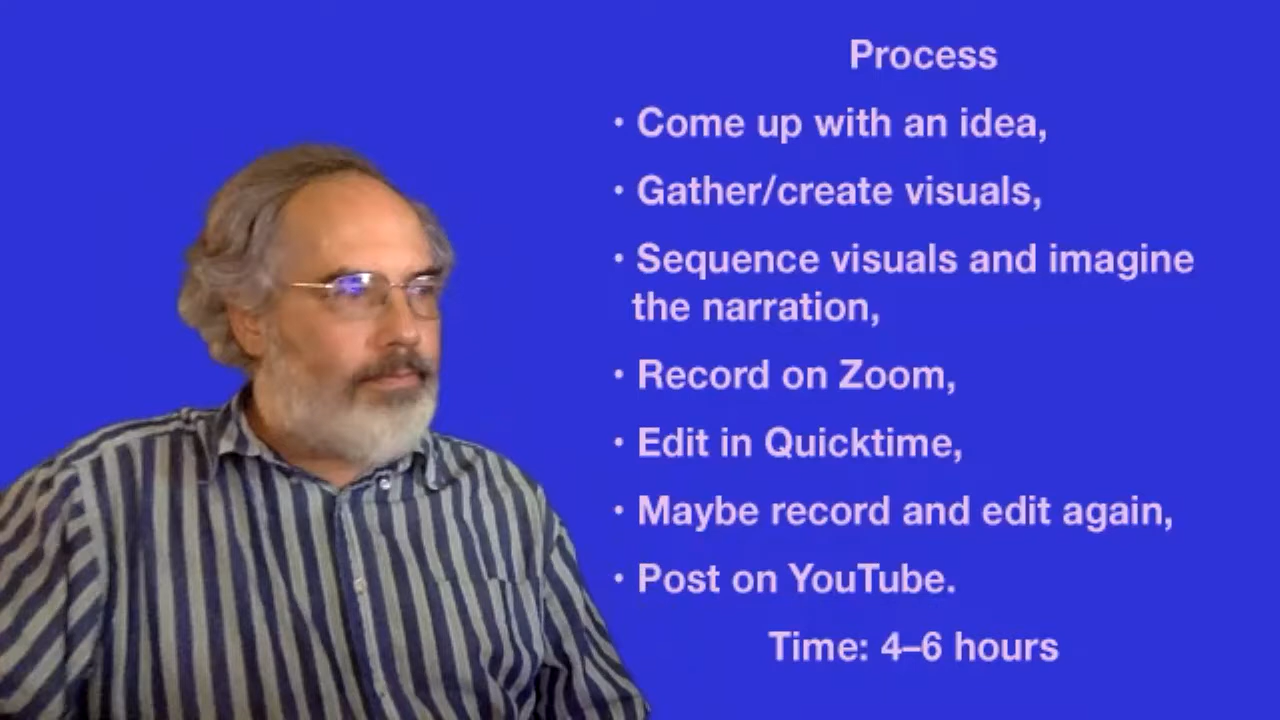 Process
• Come up with an idea,
• Gather/create visuals,
• Sequence visuals and imagine
the narration,
• Record on Zoom,
• Edit in Quicktime,
• Maybe record and edit again,
• Post on YouTube.
Time: 4–6 hours